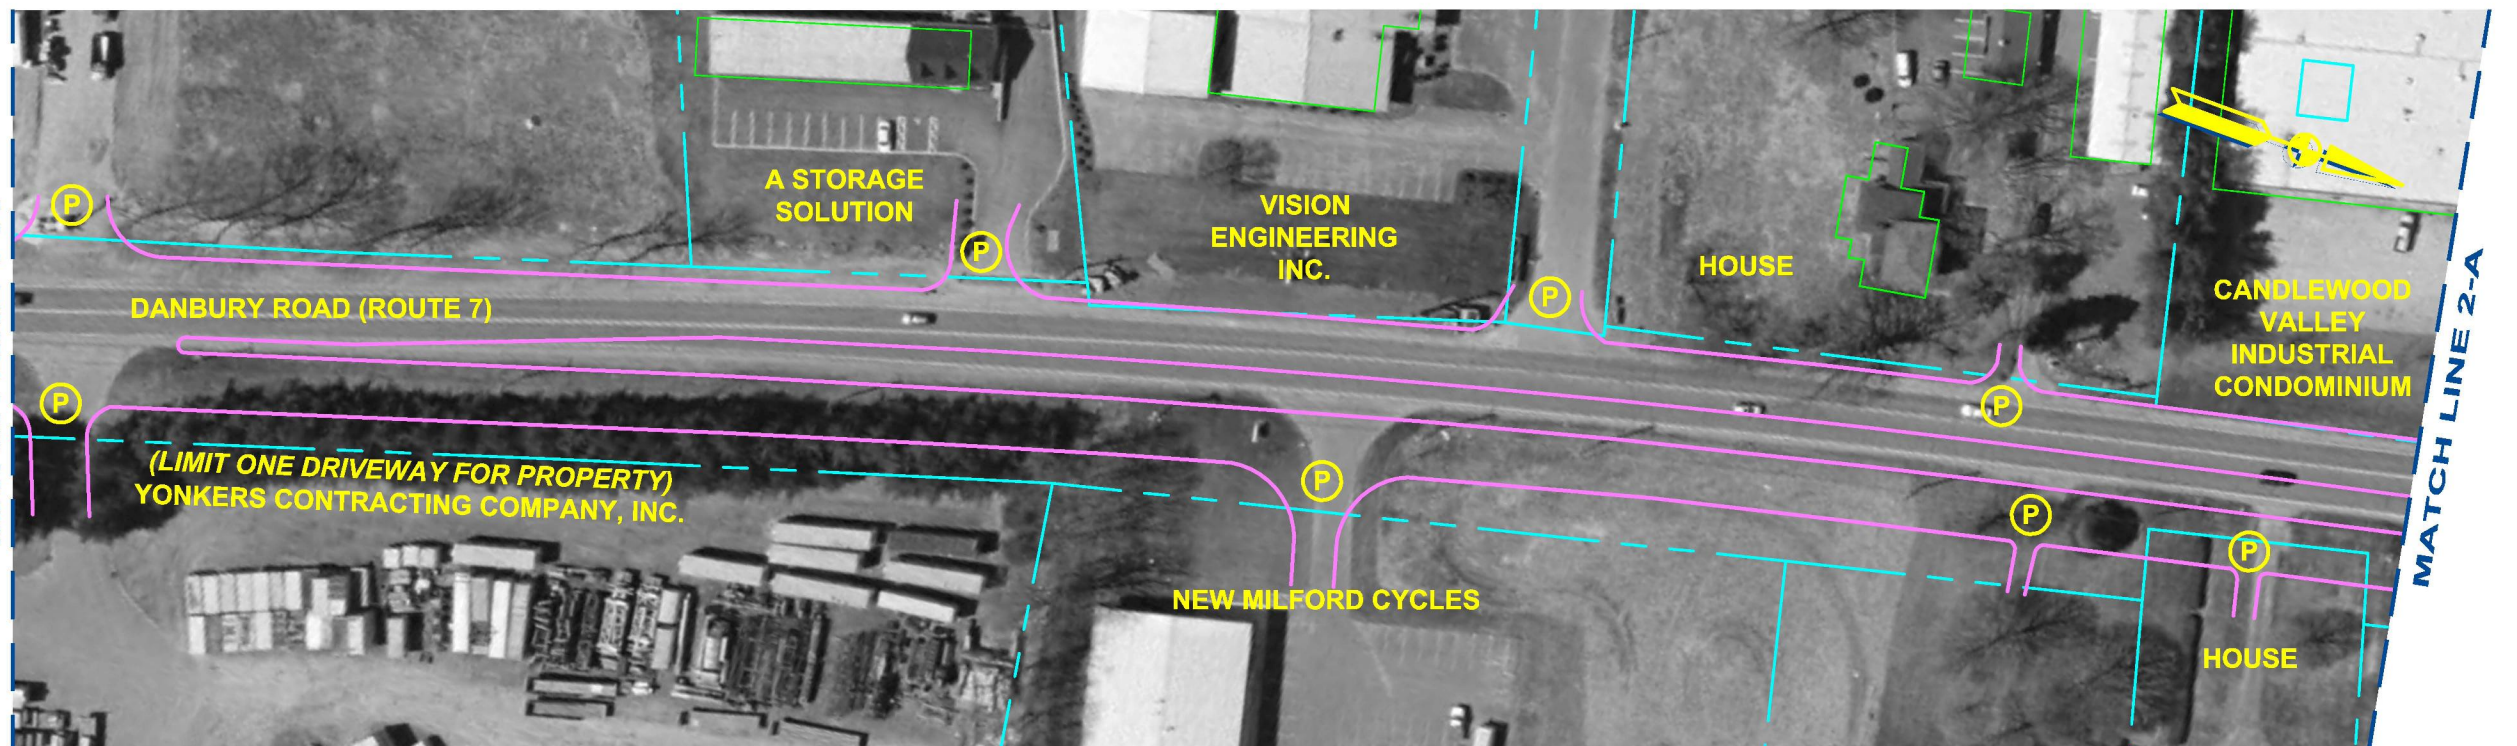 P
A STORAGE
SOLUTION
P
VISION
ENGINEERING
INC.
P
HOUSE
CANDLEWOOD
VALLEY
INDUSTRIAL
CONDOMINIUM
MATCH LINE 2-A
DANBURY ROAD (ROUTE 7)
P
P
(LIMIT ONE DRIVEWAY FOR PROPERTY)
YONKERS CONTRACTING COMPANY, INC.
P
NEW MILFORD CYCLES
P
P
HOUSE